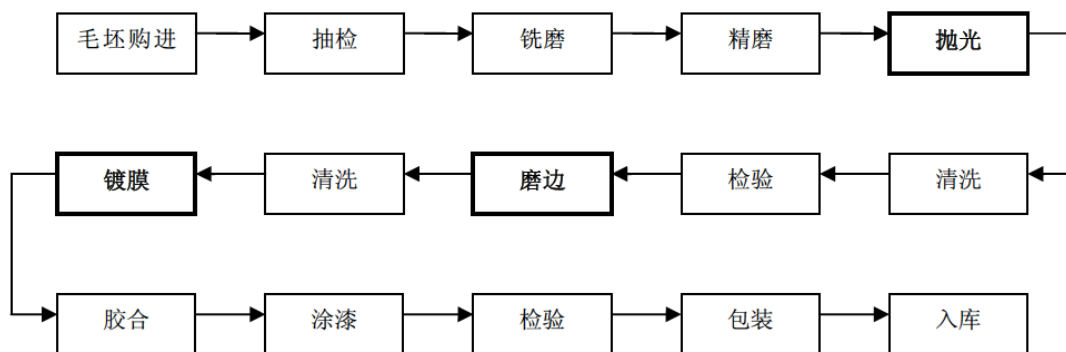 毛坯购进 抽检 铣磨 精磨 抛光
镀膜 清洗 磨边 检验 清洗
胶合 涂漆 检验 包装 入库